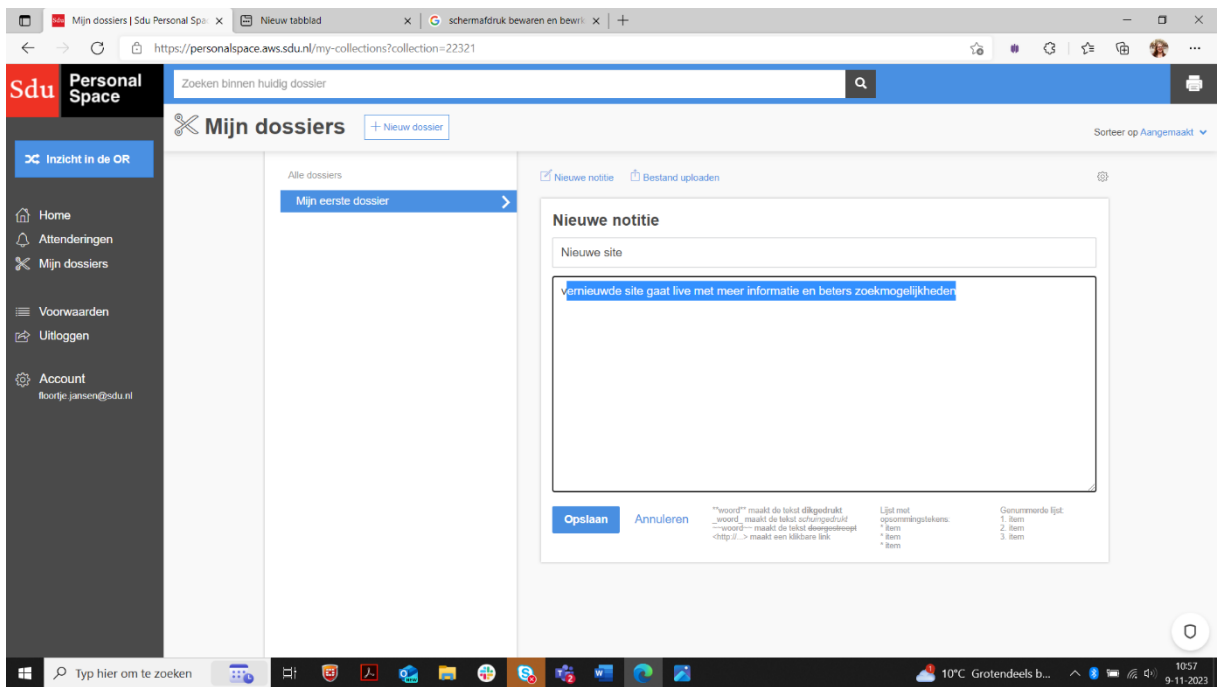 Mijn dossiers | Sdu Personal Spa
Nieuw tabblad
schermafdruk bewaren en bewrk
https://personalspace.aws.sdu.nl/my-collections?collection=22321
Sdu Personal Space
Zoeken binnen huidig dossier
Mijn dossiers
+ Nieuw dossier
Sorteer op Aangemaakt
Inzicht in de OR
Home
Attenderingen
Mijn dossiers
Voorwaarden
Uitloggen
Account
floortje.jansen@sdu.nl
Alle dossiers
Mijn eerste dossier
Nieuwe notitie
Bestand uploaden
Nieuwe notitie
Nieuwe site
vernieuwde site gaat live met meer informatie en beters zoekmogelijkheden
Opslaan
Annuleren
**woord** maakt de tekst dikgedrukt
_woord_ maakt de tekst schuingedrukt
~~woord~~ maakt de tekst doorgestreept
<http://...> maakt een klikbare link
Lijst met
opsommingstekens:
* item
* item
* item
Genummerde lijst:
1. item
2. item
3. item
Typ hier om te zoeken
10°C Grotendeels b...
10:57
9-11-2023